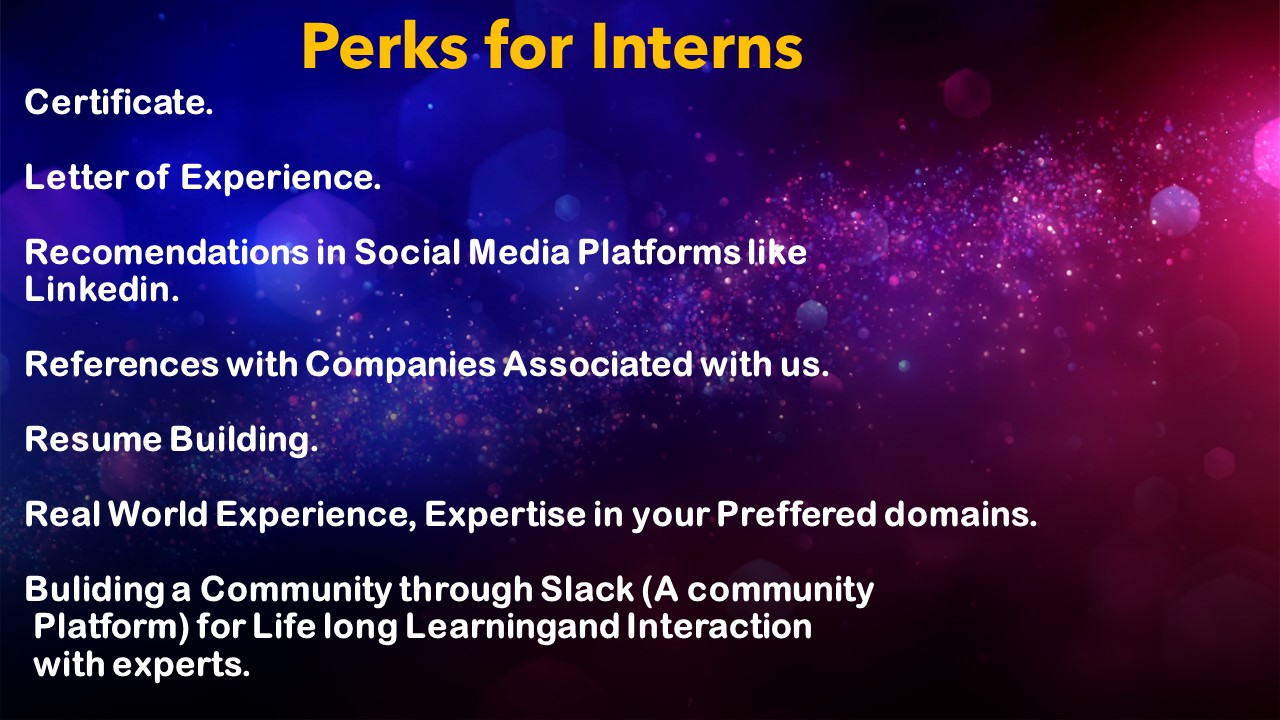 Perks for Interns
Certificate.
Letter of Experience.
Recomendations in Social Media Platforms like
Linkedin.
References with Companies Associated with us.
Resume Building.
Real World Experience, Expertise in your Preffered domains.
Buliding a Community through Slack (A community
Platform) for Life long Learningand Interaction
with experts.